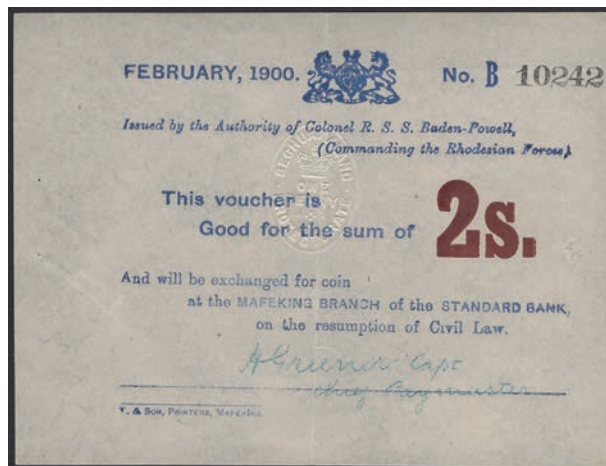 FEBRUARY, 1900. No. B 10242
Issued by the Authority of Colonel R. S. S. Baden-Powell,
(Commanding the Rhodesian Forces).
BECHUANALAND
PROTECTORATE
This voucher is
Good for the sum of 2s.
And will be exchanged for coin
at the MAFEKING BRANCH of the STANDARD BANK,
on the resumption of Civil Law.
H Greener Capt
Chief Paymaster
T. & SON, PRINTERS, MAFEKING.